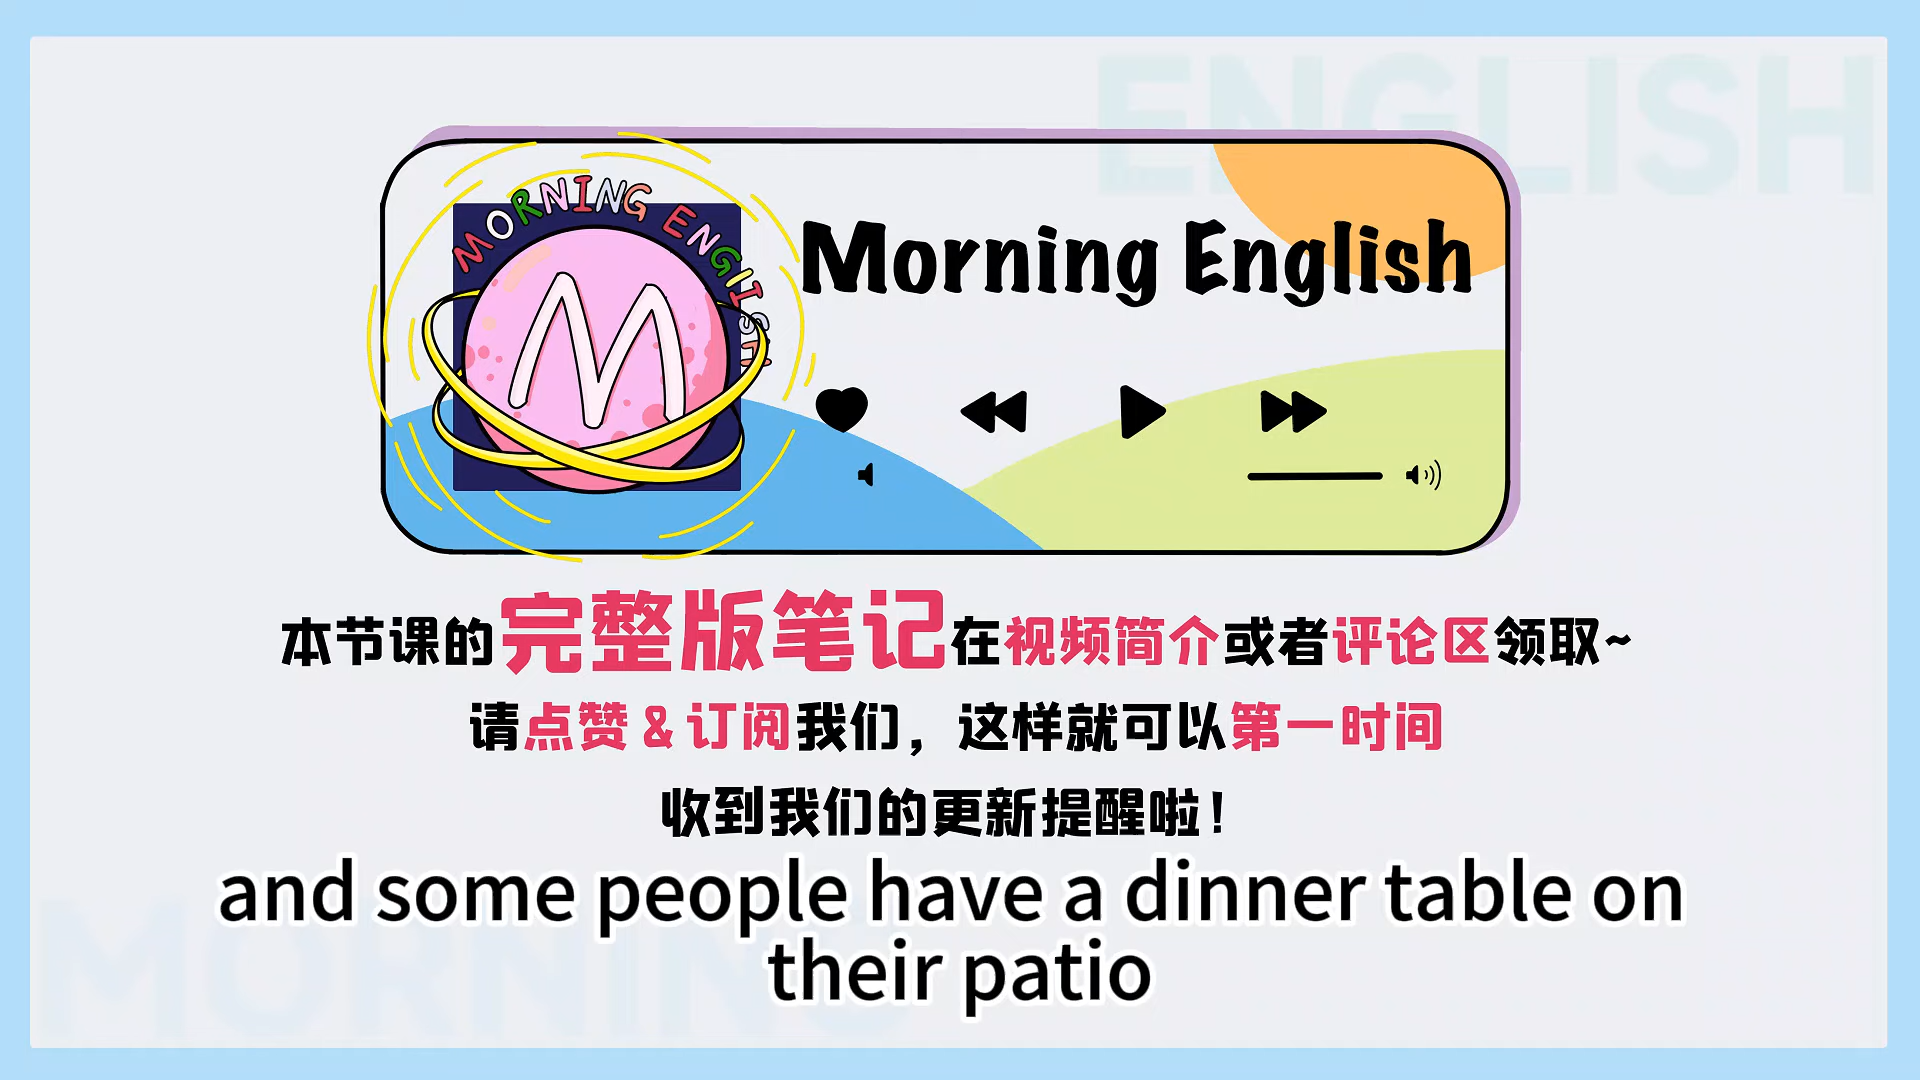 ENGLISH
MORNING ENGLISH
M
Morning English
本节课的完整版笔记在视频简介或者评论区领取~
请点赞&订阅我们，这样就可以第一时间
收到我们的更新提醒啦！
and some people have a dinner table on
their patio
MORNING